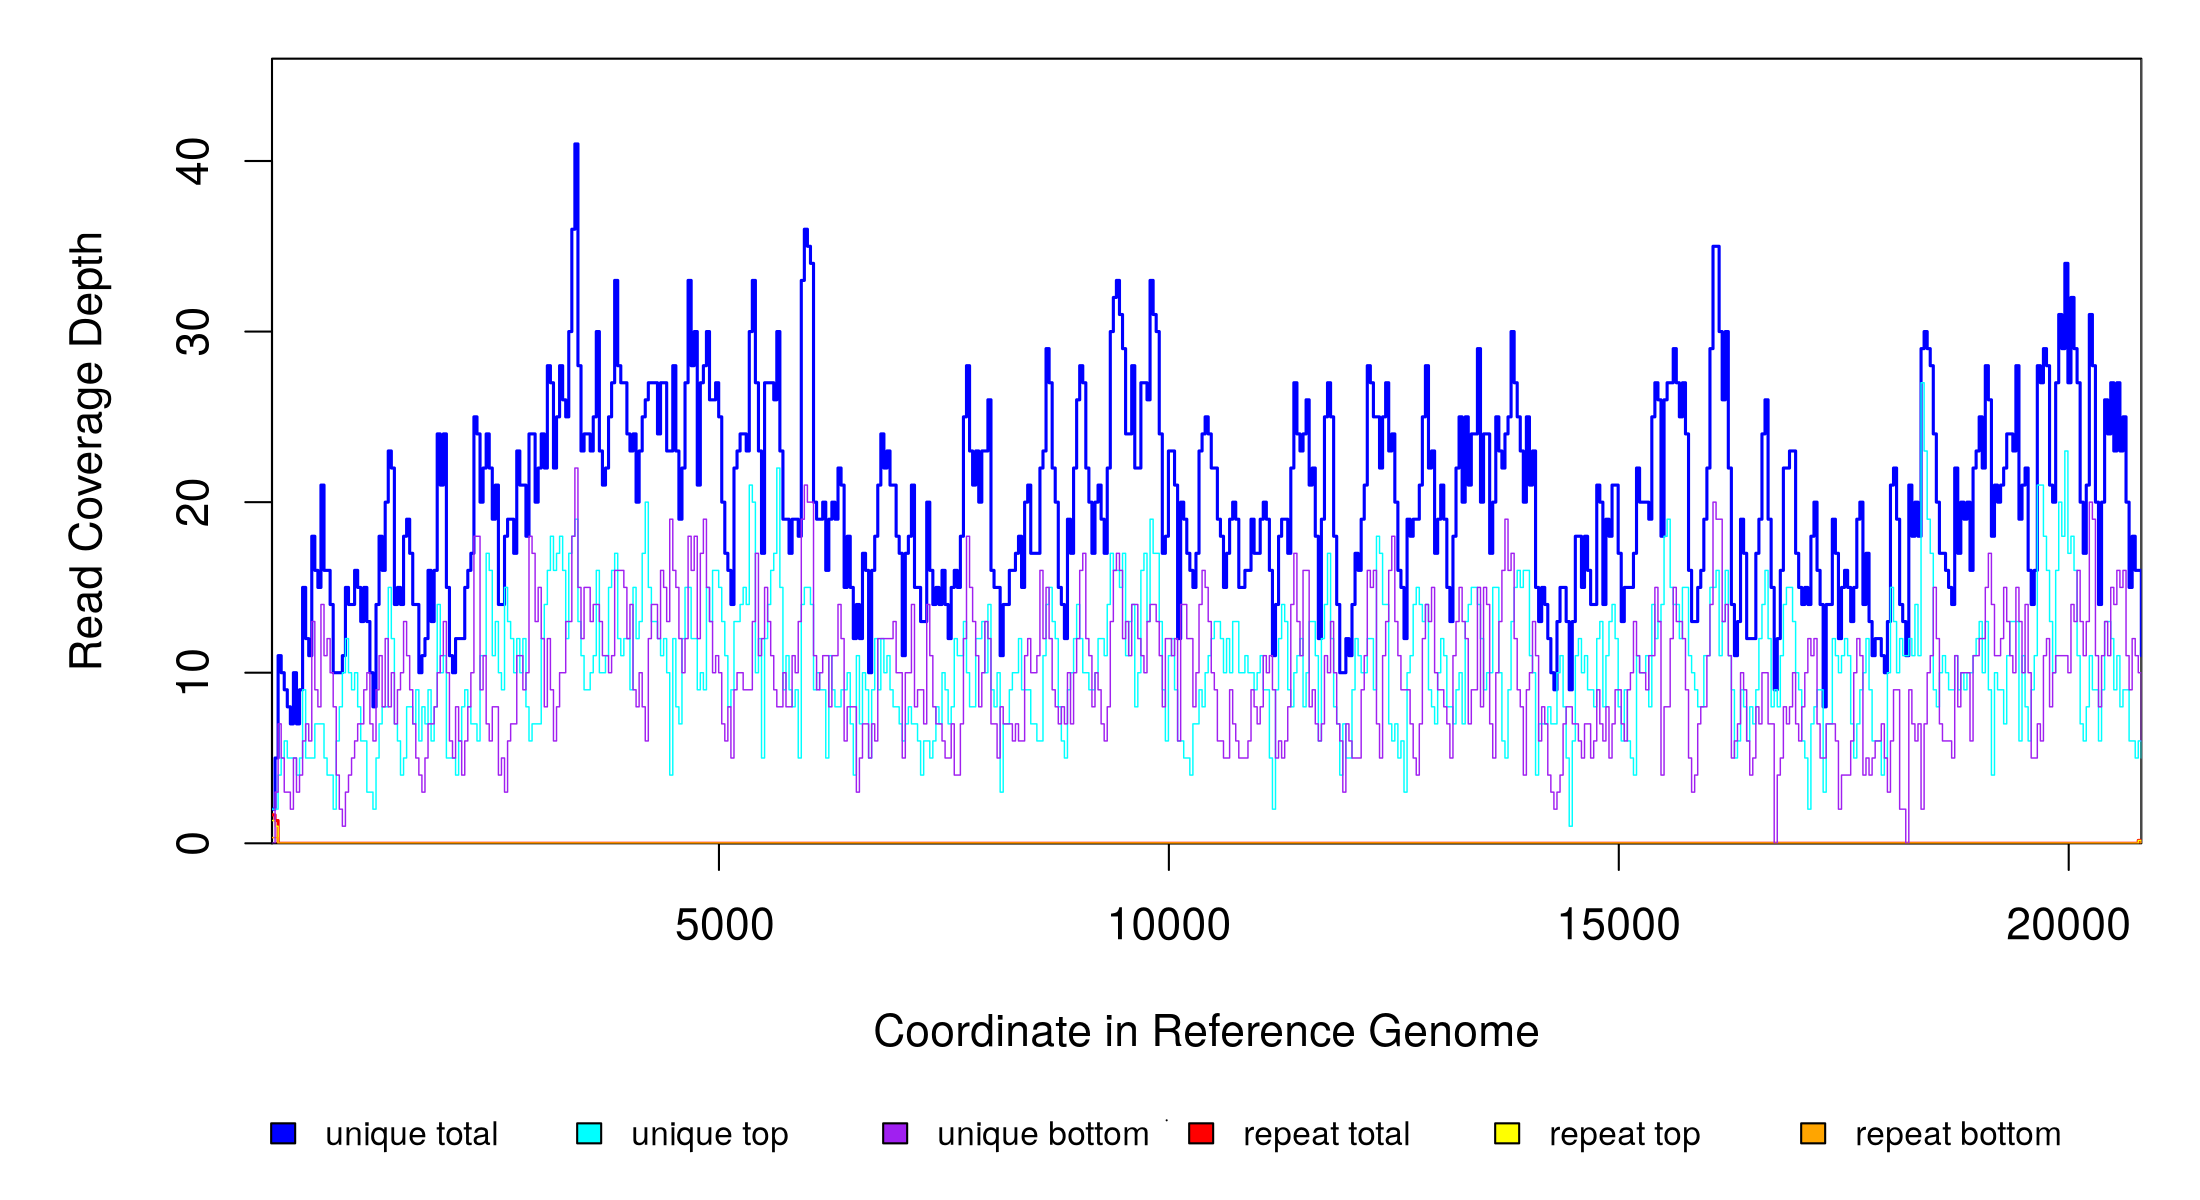 Read Coverage Depth
40
30
20
10
0
5000 10000 15000 20000
Coordinate in Reference Genome
unique total unique top unique bottom repeat total repeat top repeat bottom